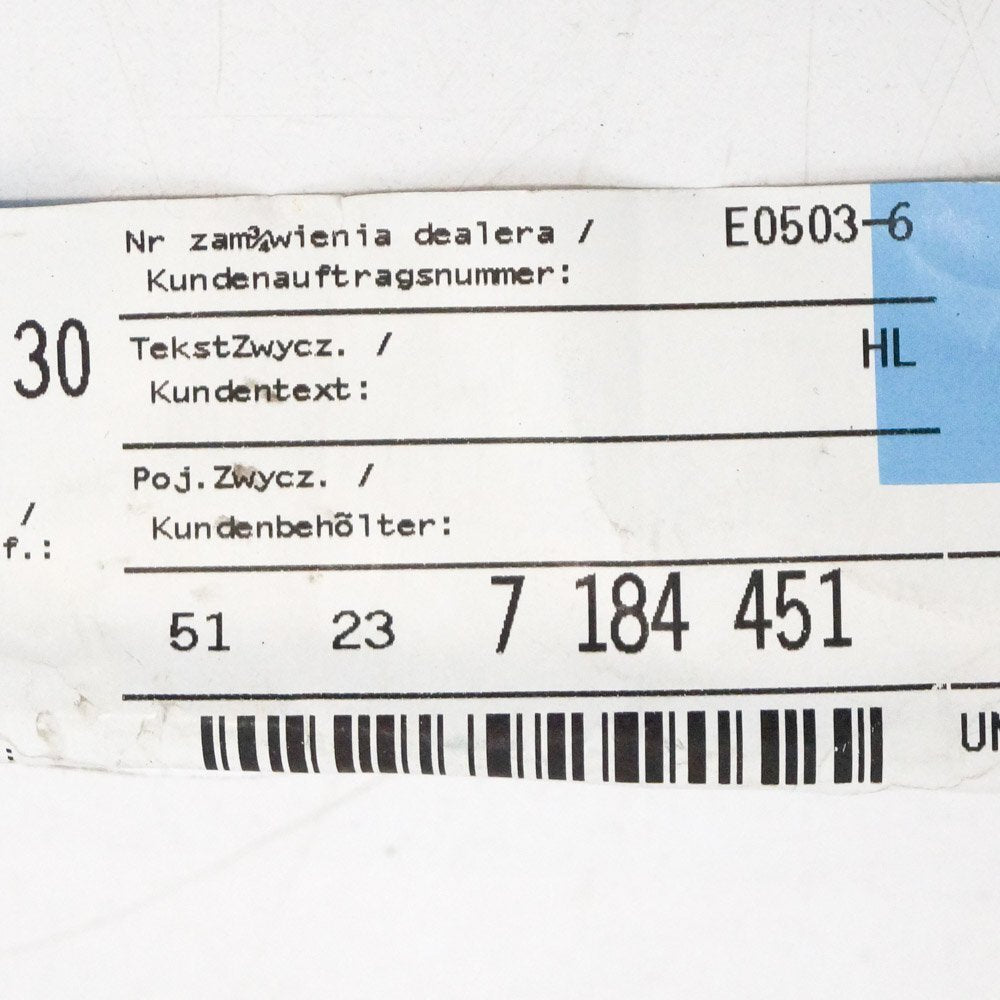 Nr zam¾wienia dealera / E0503-6
Kundenauftragsnummer:
30
TekstZwycz. / HL
Kundentext:
Poj.Zwycz. /
Kundenbehõlter:
/
f.:
51 23 7 184 451
:
UN